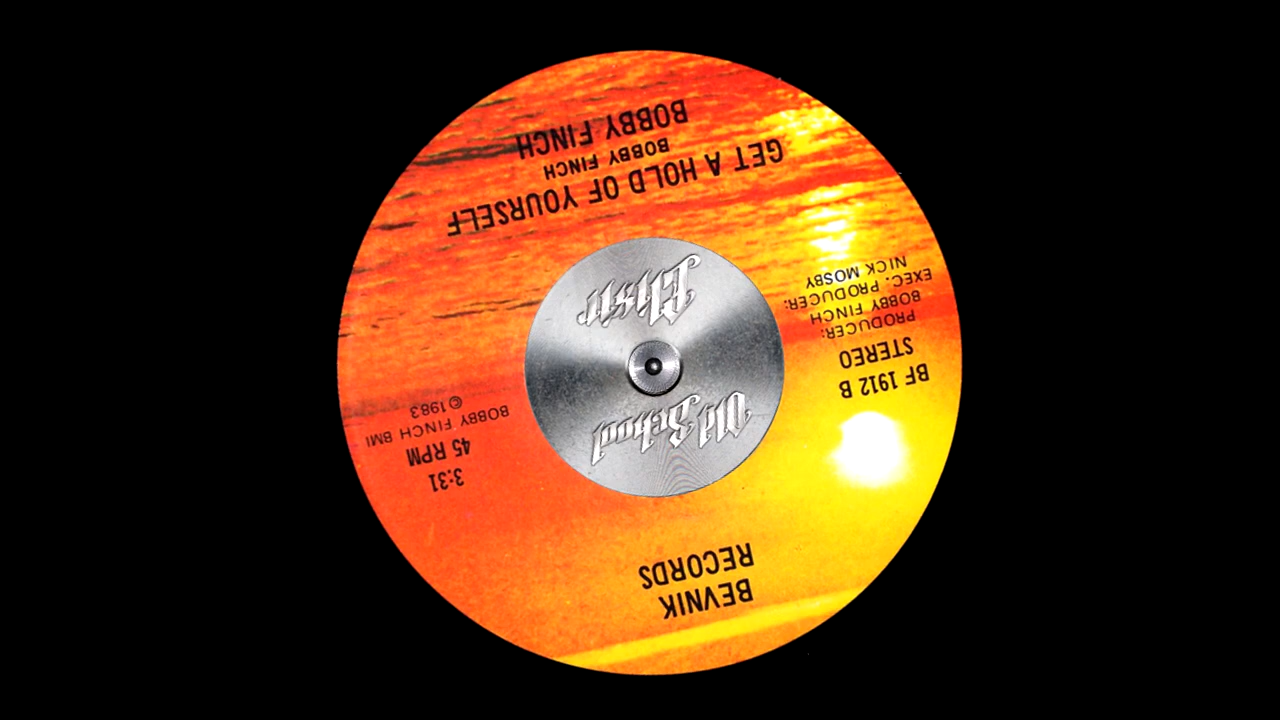 BEVNIK
RECORDS
BF 1912 B
STEREO
PRODUCER:
BOBBY FINCH
EXEC. PRODUCER:
NICK MOSBY
3:31
45 RPM
BOBBY FINCH BMI
©1983
Old School
Elixir
GET A HOLD OF YOURSELF
BOBBY FINCH
BOBBY FINCH